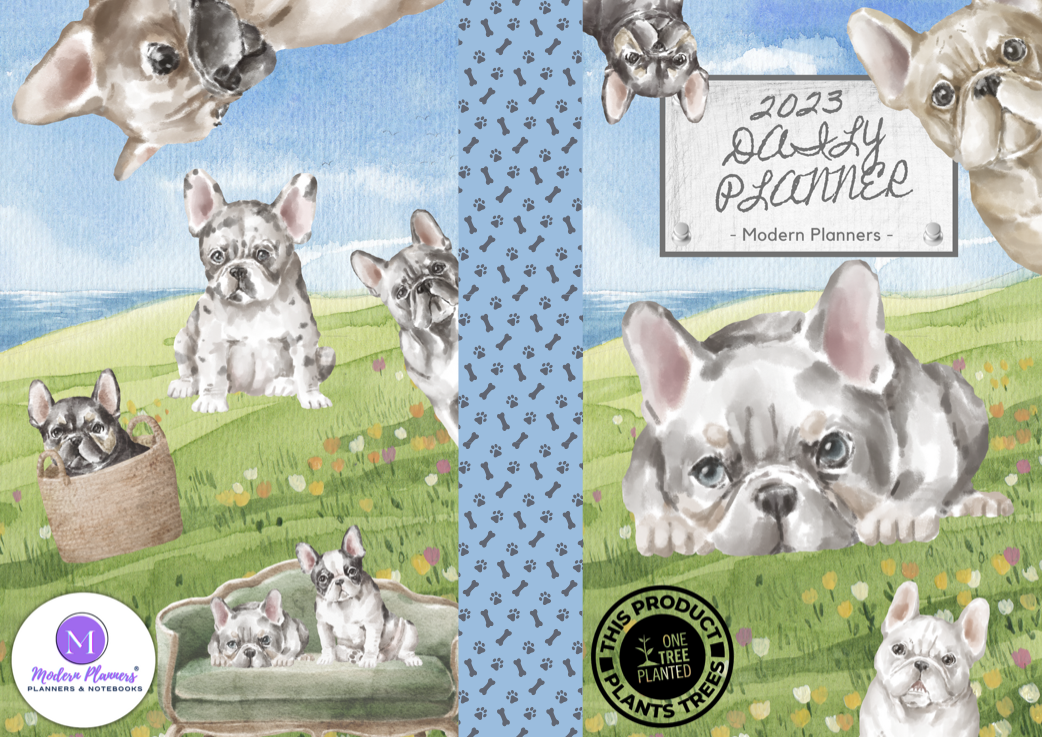 M
Modern Planners®
PLANNERS & NOTEBOOKS
2023
DAILY
PLANNER
- Modern Planners -
THIS PRODUCT
ONE
TREE
PLANTED
PLANTS TREES